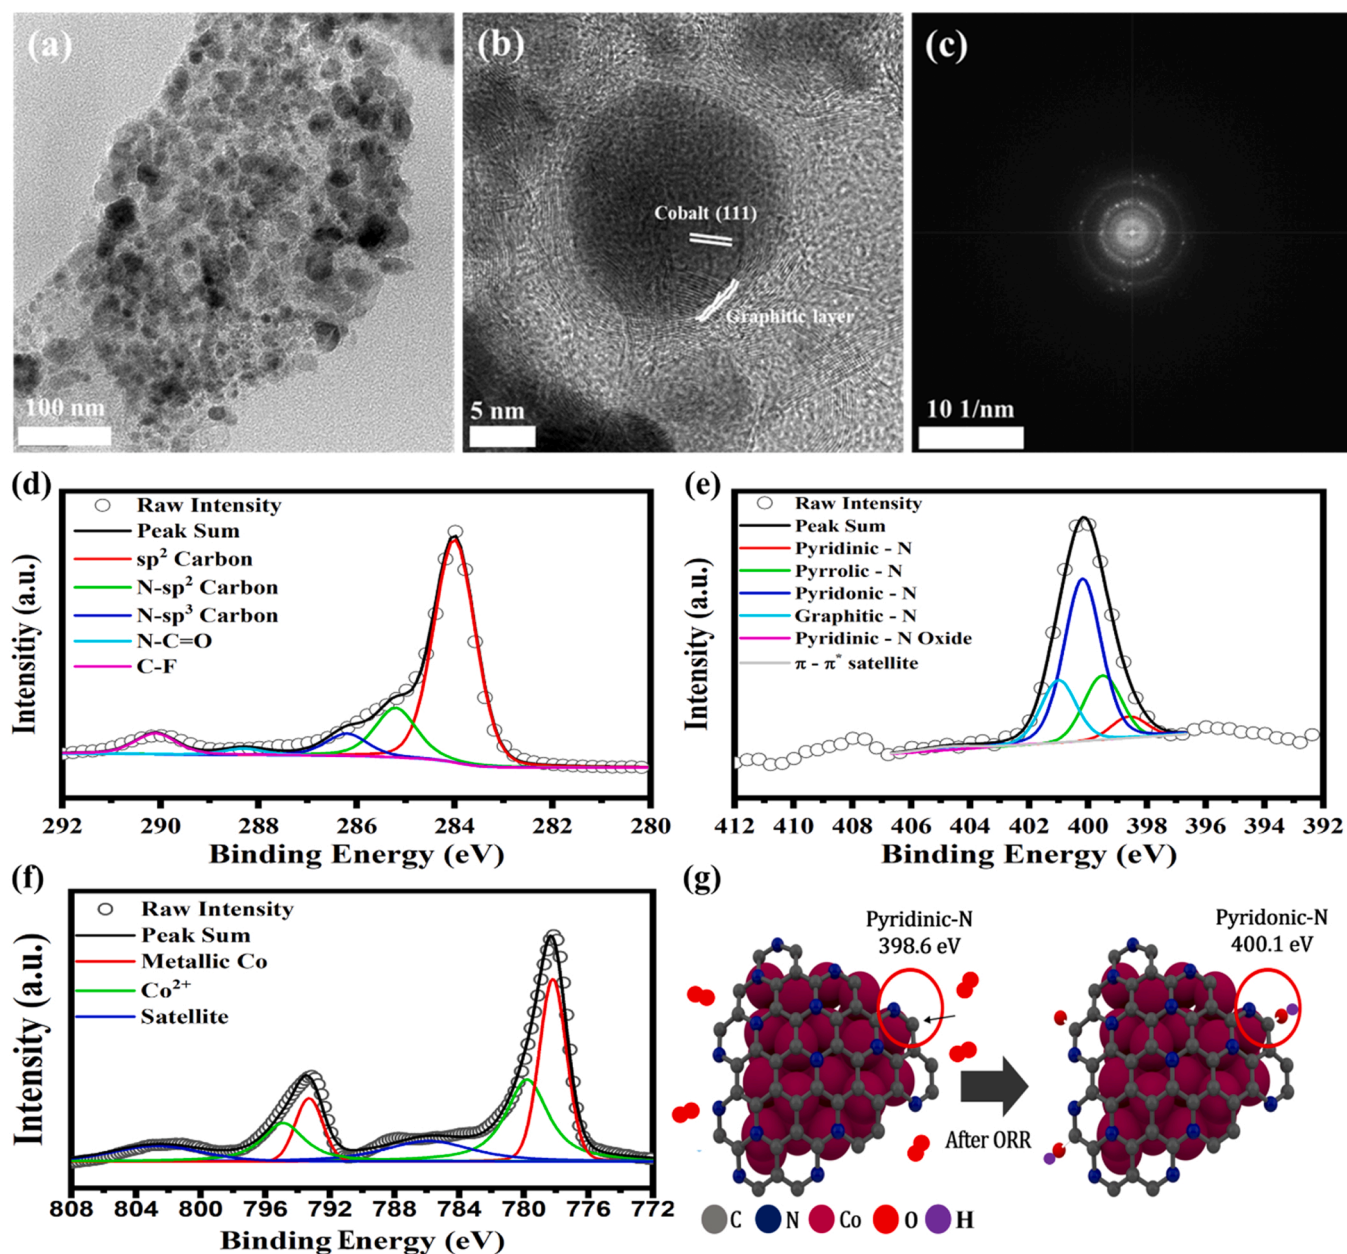 (a)
100 nm
(b)
Cobalt (111)
Graphitic layer
5 nm
(c)
10 1/nm
(d)
Raw Intensity
Peak Sum
sp² Carbon
N-sp² Carbon
N-sp³ Carbon
N-C=O
C-F
Intensity (a.u.)
292 290 288 286 284 282 280
Binding Energy (eV)
(e)
Raw Intensity
Peak Sum
Pyridinic - N
Pyrrolic - N
Pyridonic - N
Graphitic - N
Pyridinic - N Oxide
π - π* satellite
Intensity (a.u.)
412 410 408 406 404 402 400 398 396 394 392
Binding Energy (eV)
(f)
Raw Intensity
Peak Sum
Metallic Co
Co²⁺
Satellite
Intensity (a.u.)
808 804 800 796 792 788 784 780 776 772
Binding Energy (eV)
(g)
Pyridinic-N
398.6 eV
Pyridonic-N
400.1 eV
After ORR
C N Co O H